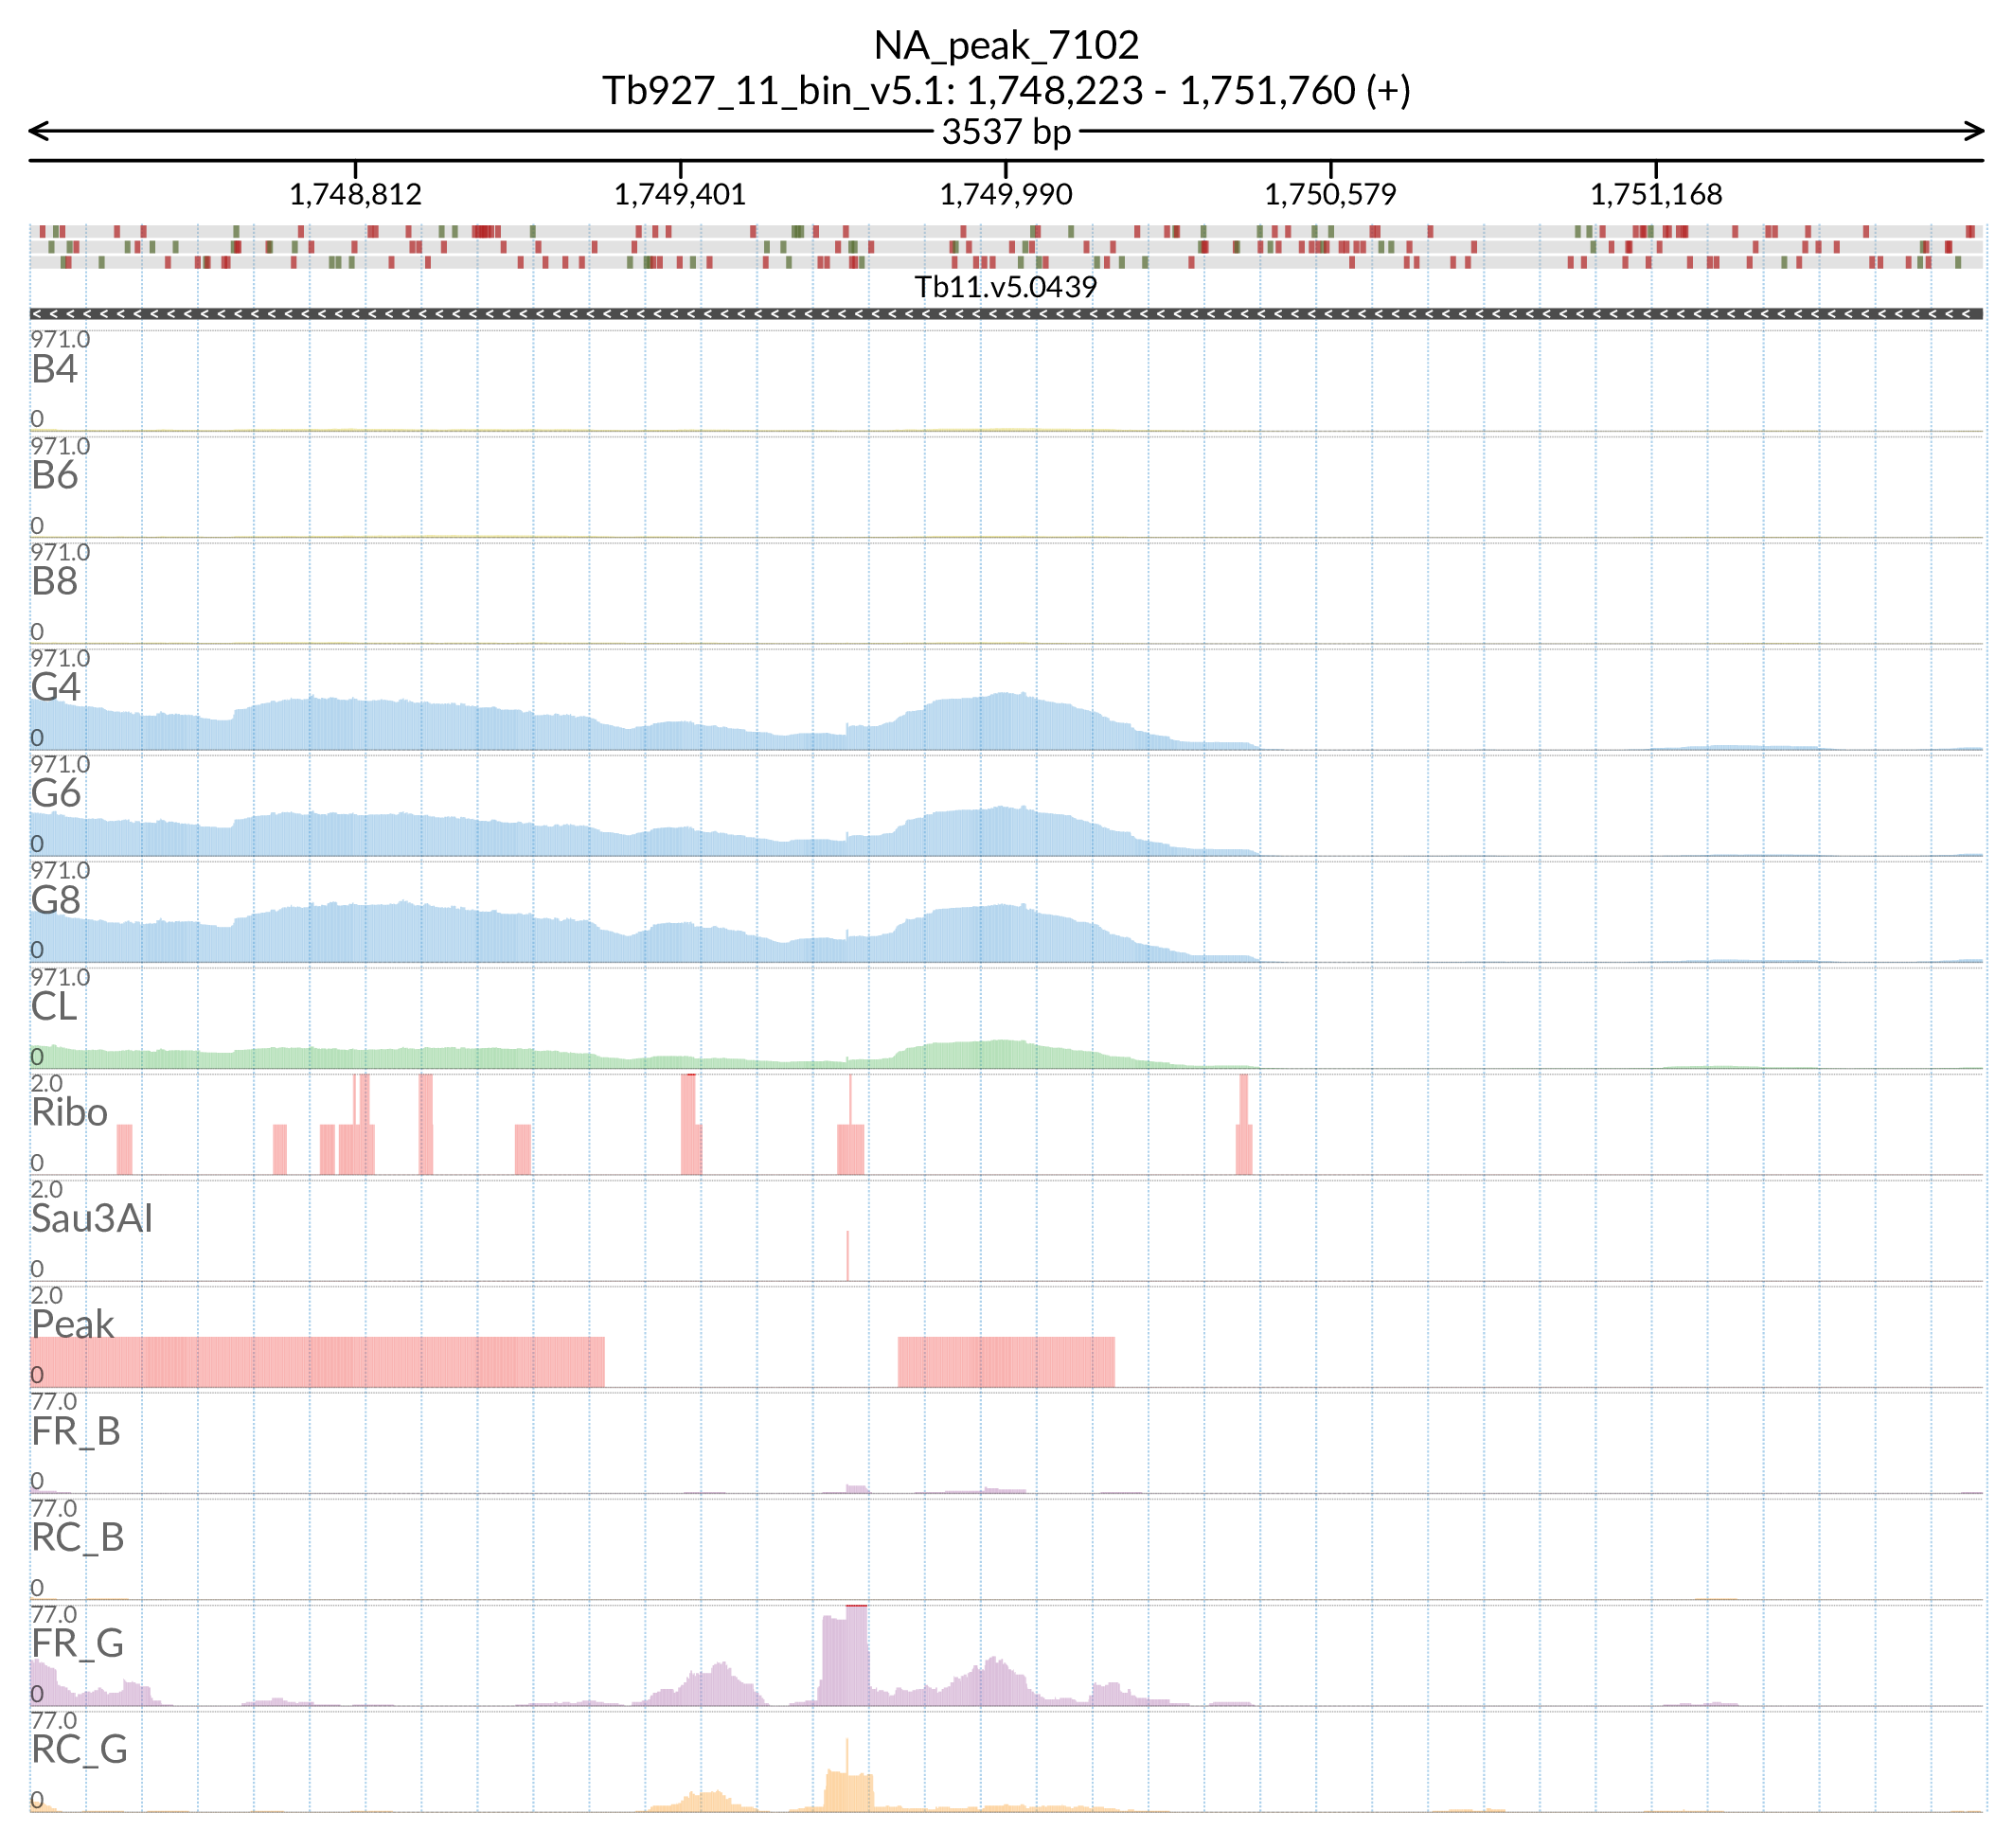 NA_peak_7102
Tb927_11_bin_v5.1: 1,748,223 - 1,751,760 (+)
3537 bp
1,748,812 1,749,401 1,749,990 1,750,579 1,751,168
Tb11.v5.0439
971.0
B4
0
971.0
B6
0
971.0
B8
0
971.0
G4
0
971.0
G6
0
971.0
G8
0
971.0
CL
0
2.0
Ribo
0
2.0
Sau3AI
0
2.0
Peak
0
77.0
FR_B
0
77.0
RC_B
0
77.0
FR_G
0
77.0
RC_G
0